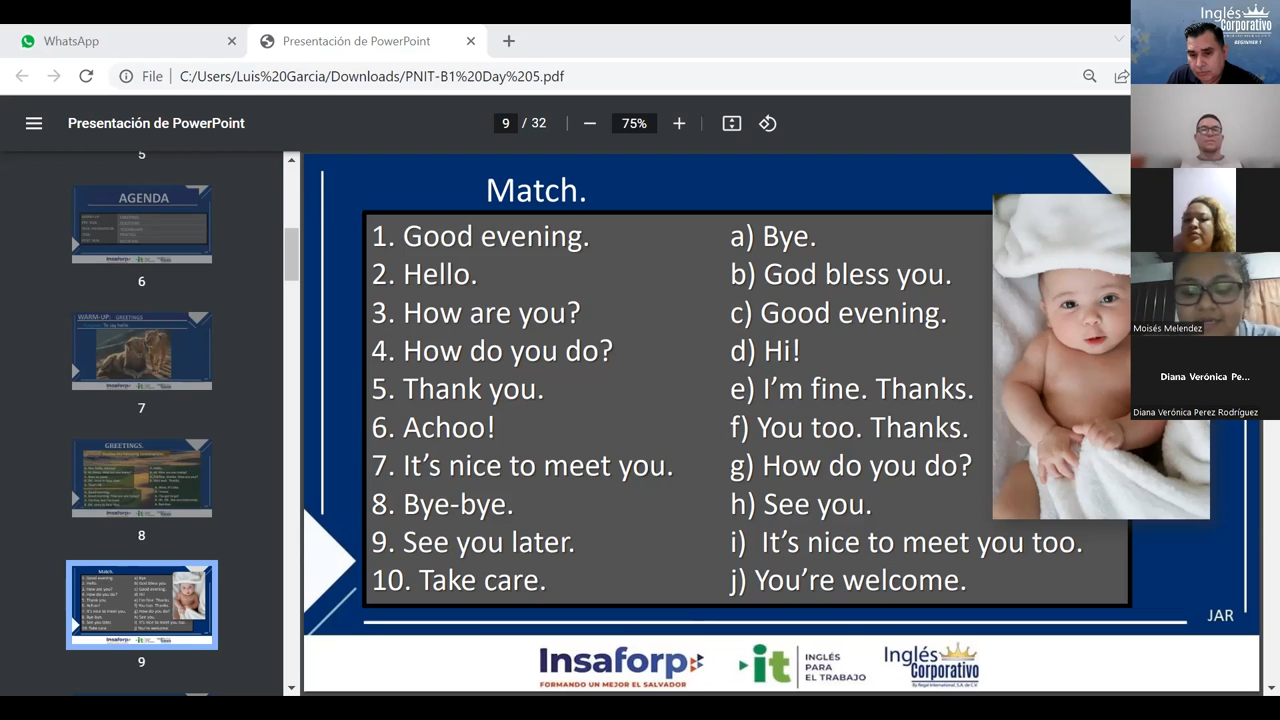 WhatsApp
Presentación de PowerPoint
File
C:/Users/Luis%20Garcia/Downloads/PNIT-B1%20Day%205.pdf
Presentación de PowerPoint
9 / 32
75%
5
AGENDA
6
WARM-UP: GREETINGS
7
GREETINGS.
8
9
Match.
1. Good evening.
2. Hello.
3. How are you?
4. How do you do?
5. Thank you.
6. Achoo!
7. It's nice to meet you.
8. Bye-bye.
9. See you later.
10. Take care.
a) Bye.
b) God bless you.
c) Good evening.
d) Hi!
e) I'm fine. Thanks.
f) You too. Thanks.
g) How do you do?
h) See you.
i) It's nice to meet you too.
j) You're welcome.
JAR
Insaforp
FORMANDO UN MEJOR EL SALVADOR
it
INGLÉS
PARA
EL TRABAJO
Inglés
Corporativo
By Regal International, S.A. de C.V.
Inglés
Corporativo
BEGINNER 1
Moisés Melendez
Diana Verónica Pe...
Diana Verónica Perez Rodríguez